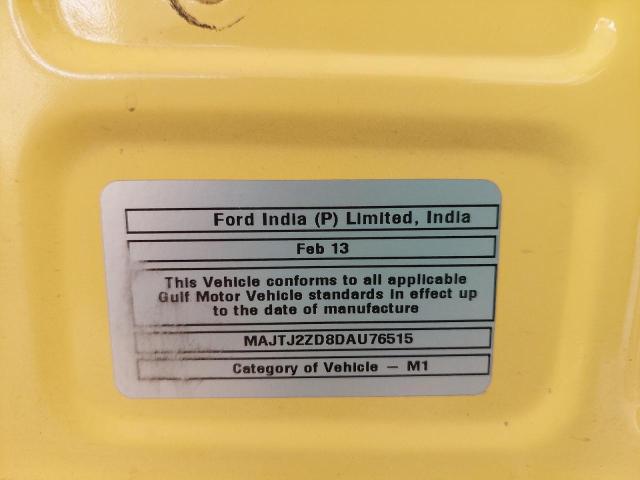 Ford India (P) Limited, India
Feb 13
This Vehicle conforms to all applicable
Gulf Motor Vehicle standards in effect up
to the date of manufacture
MAJTJ2ZD8DAU76515
Category of Vehicle — M1